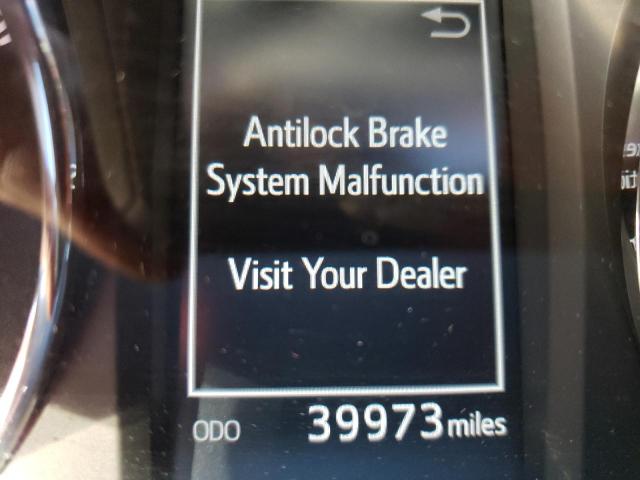 Antilock Brake
System Malfunction
Visit Your Dealer
ODO 39973 miles